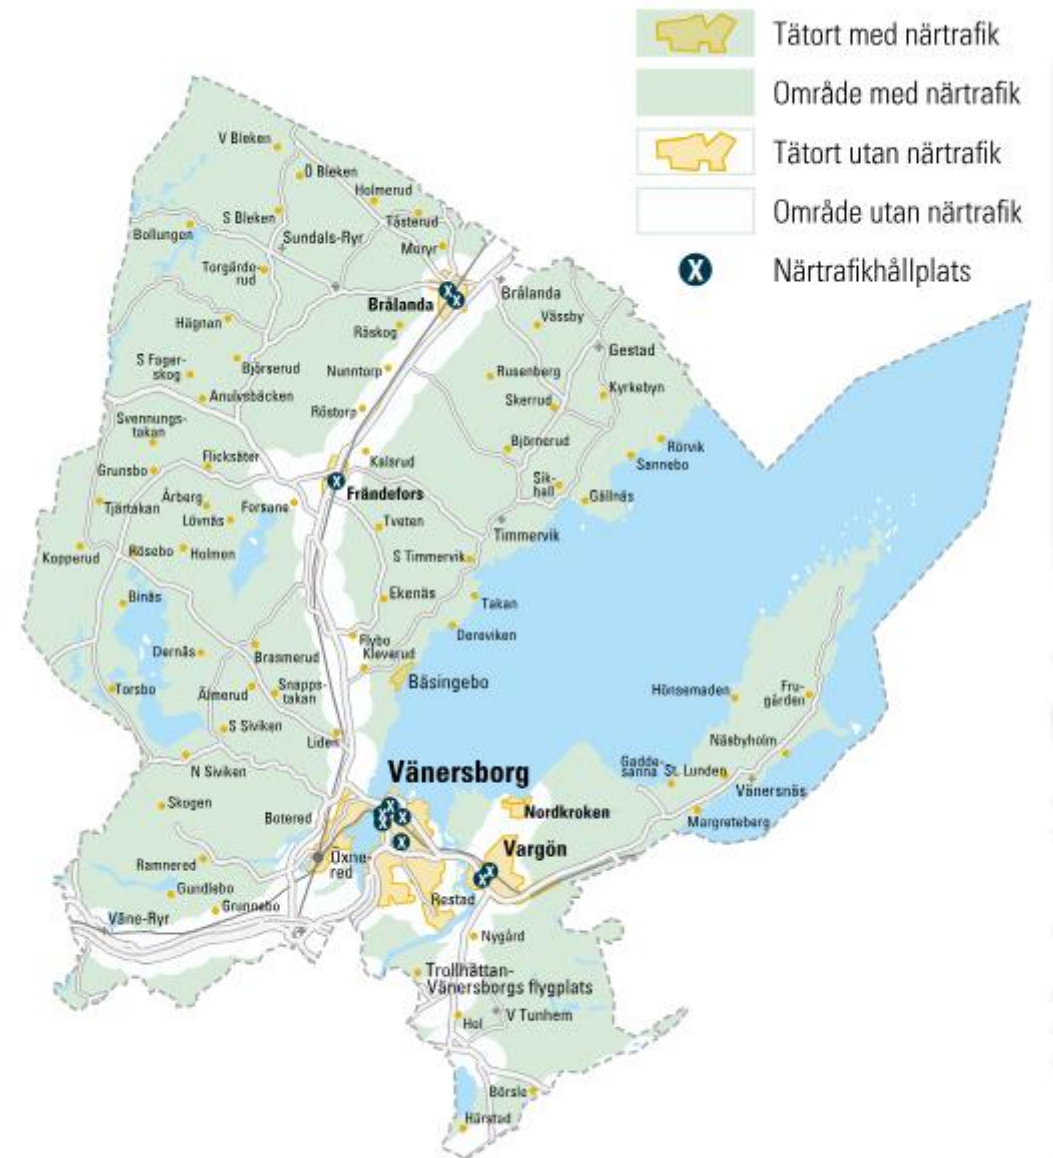 Tätort med närtrafik
Område med närtrafik
Tätort utan närtrafik
Område utan närtrafik
X Närtrafikhållplats
V Bleken
Ö Bleken
Holmerud
S Bleken
Tåsterud
Bollungen
Sundals-Ryr
Moryr
Torgärde-
rud
Brålanda
Brålanda
Hägnan
Råskog
Vässby
Gestad
S Fager-
skog
Björserud
Nunntorp
Rusenberg
Kyrkebyn
Anulvsbäcken
Skerrud
Svennungs-
takan
Röstorp
Björnerud
Rörvik
Sannebo
Flicksäter
Kalsrud
Grunsbo
Sik-
hall
Gällnäs
Frändefors
Tjärtakan
Årberg
Forsane
Lövnäs
Tveten
Timmervik
Kopperud
Rösebo
Holmen
S Timmervik
Binäs
Ekenäs
Takan
Dereviken
Flybo
Kleverud
Dernäs
Brasmerud
Båsingebo
Torsbo
Älmerud
Snapps-
takan
Hönsemaden
Fru-
gården
S Siviken
Liden
Näsbyholm
N Siviken
Vänersborg
Gadde-
sanna
St. Lunden
Vänersnäs
Skogen
Botered
Nordkroken
Margreteberg
Vargön
Ramnered
Öxne-
red
Gundlebo
Restad
Grunnebo
Väne-Ryr
Nygård
Trollhättan-
Vänersborgs flygplats
Hol
V Tunhem
Börsle
Härstad